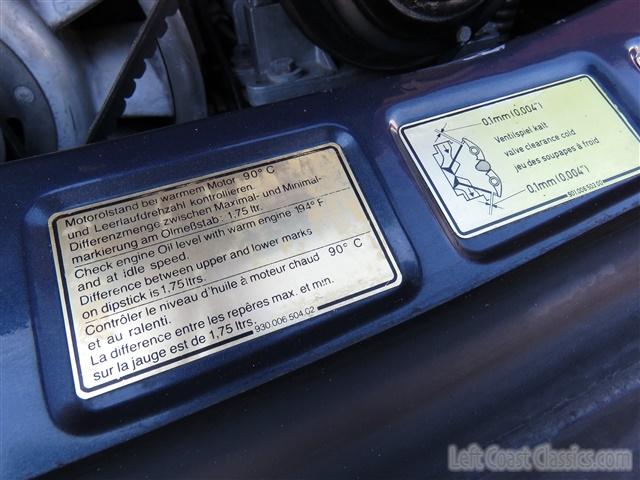 Motorölstand bei warmem Motor 90° C
und Leerlaufdrehzahl kontrollieren.
Differenzmenge zwischen Maximal- und Minimal-
markierung am Ölmeßstab: 1,75 ltr.
Check engine Oil level with warm engine 194° F
and at idle speed.
Difference between upper and lower marks
on dipstick is 1,75 ltrs.
Contrôler le niveau d'huile à moteur chaud 90° C
et au ralenti.
La différence entre les repères max. et min.
sur la jauge est de 1,75 ltrs.
930.006.504.02
0.1mm (0.004")
Ventilspiel kalt
valve clearance cold
jeu des soupapes à froid
0.1mm (0.004")
901.006.503.00
Left Coast Classics.com